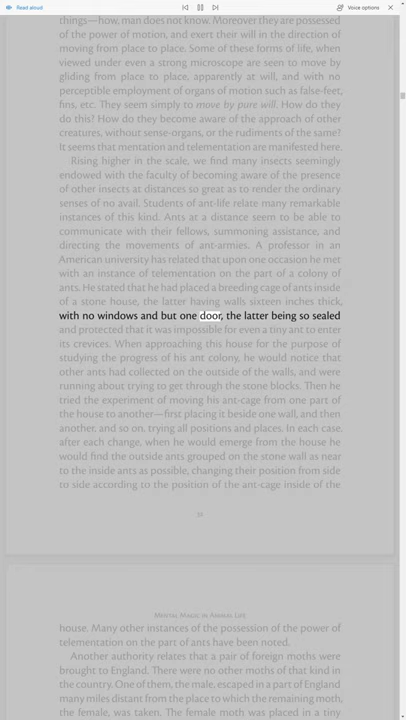 Read aloud
Voice options
things—how, man does not know. Moreover they are possessed
of the power of motion, and exert their will in the direction of
moving from place to place. Some of these forms of life, when
viewed under even a strong microscope are seen to move by
gliding from place to place, apparently at will, and with no
perceptible employment of organs of motion such as false-feet,
fins, etc. They seem simply to move by pure will. How do they
do this? How do they become aware of the approach of other
creatures, without sense-organs, or the rudiments of the same?
It seems that mentation and telementation are manifested here.
Rising higher in the scale, we find many insects seemingly
endowed with the faculty of becoming aware of the presence
of other insects at distances so great as to render the ordinary
senses of no avail. Students of ant-life relate many remarkable
instances of this kind. Ants at a distance seem to be able to
communicate with their fellows, summoning assistance, and
directing the movements of ant-armies. A professor in an
American university has related that upon one occasion he met
with an instance of telementation on the part of a colony of
ants. He stated that he had placed a breeding cage of ants inside
of a stone house, the latter having walls sixteen inches thick,
with no windows and but one door, the latter being so sealed
and protected that it was impossible for even a tiny ant to enter
its crevices. When approaching this house for the purpose of
studying the progress of his ant colony, he would notice that
other ants had collected on the outside of the walls, and were
running about trying to get through the stone blocks. Then he
tried the experiment of moving his ant-cage from one part of
the house to another—first placing it beside one wall, and then
another, and so on, trying all positions and places. In each case,
after each change, when he would emerge from the house he
would find the outside ants grouped on the stone wall as near
to the inside ants as possible, changing their position from side
to side according to the position of the ant-cage inside of the
Mental Magic in Animal Life
house. Many other instances of the possession of the power of
telementation on the part of ants have been noted.
Another authority relates that a pair of foreign moths were
brought to England. There were no other moths of that kind in
the country. One of them, the male, escaped in a part of England
many miles distant from the place to which the remaining moth,
the female, was taken. The female moth was placed in a tiny